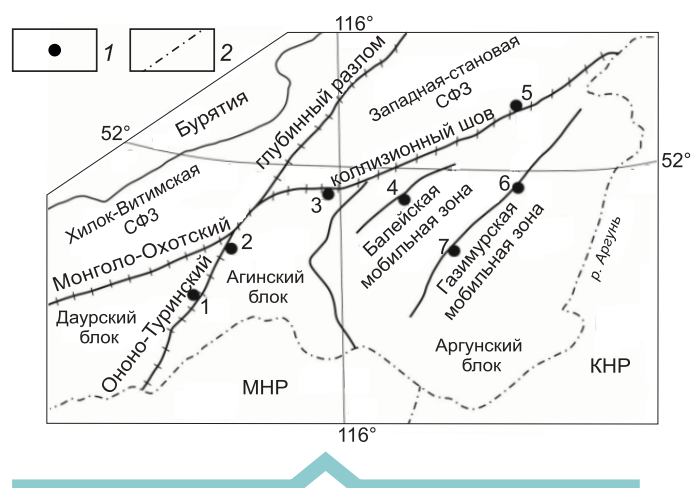 116°
1
2
Бурятия
глубинный разлом
Западная-становая
СФЗ
5
52°
коллизионный шов
52°
Хилок-Витимская
СФЗ
3
4
6
Балейская
мобильная зона
Монголо-Охотский
2
7
Газимурская
мобильная зона
р. Аргунь
Агинский
блок
1
Даурский
блок
Ононо-Туринский
Аргунский
блок
МНР
КНР
116°